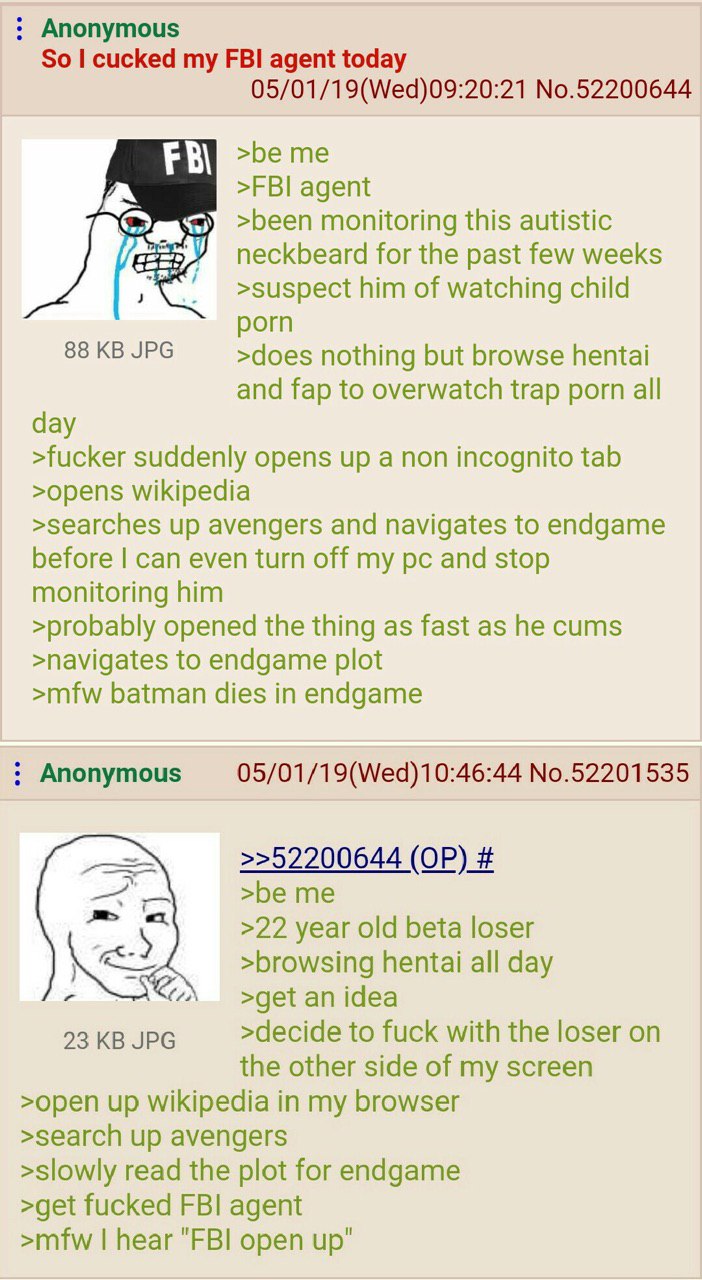 Anonymous
So I cucked my FBI agent today
05/01/19(Wed)09:20:21 No.52200644
FBI
>be me
>FBI agent
>been monitoring this autistic
neckbeard for the past few weeks
>suspect him of watching child
porn
>does nothing but browse hentai
and fap to overwatch trap porn all
day
>fucker suddenly opens up a non incognito tab
>opens wikipedia
>searches up avengers and navigates to endgame
before I can even turn off my pc and stop
monitoring him
>probably opened the thing as fast as he cums
>navigates to endgame plot
>mfw batman dies in endgame
88 KB JPG
Anonymous 05/01/19(Wed)10:46:44 No.52201535
>>52200644 (OP) #
>be me
>22 year old beta loser
>browsing hentai all day
>get an idea
>decide to fuck with the loser on
the other side of my screen
>open up wikipedia in my browser
>search up avengers
>slowly read the plot for endgame
>get fucked FBI agent
>mfw I hear "FBI open up"
23 KB JPG